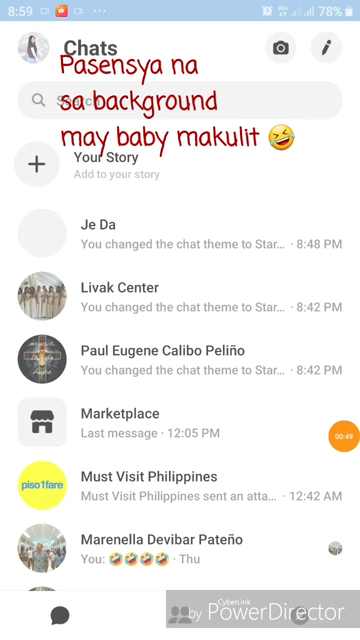 8:59
78%
Chats
Pasensya na
Search
sa background
may baby makulit 🤣
Your Story
Add to your story
Je Da
You changed the chat theme to Star... · 8:48 PM
Livak Center
You changed the chat theme to Star... · 8:42 PM
music
hope
Paul Eugene Calibo Peliño
You changed the chat theme to Star... · 8:42 PM
Marketplace
Last message · 12:05 PM
00:49
piso1fare
Must Visit Philippines
Must Visit Philippines sent an atta... · 12:42 AM
Marenella Devibar Pateño
You: 🤣🤣🤣🤣 · Thu
CyberLink
by PowerDirector